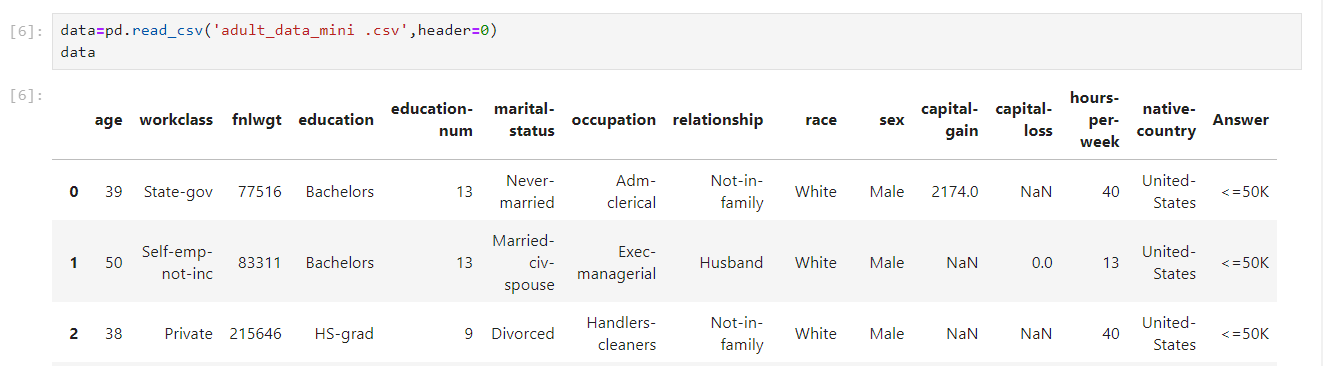 [6]: data=pd.read_csv('adult_data_mini .csv',header=0)
data
[6]:
age workclass fnlwgt education education-num marital-status occupation relationship race sex capital-gain capital-loss hours-per-week native-country Answer
0 39 State-gov 77516 Bachelors 13 Never-married Adm-clerical Not-in-family White Male 2174.0 NaN 40 United-States <=50K
1 50 Self-emp-not-inc 83311 Bachelors 13 Married-civ-spouse Exec-managerial Husband White Male NaN 0.0 13 United-States <=50K
2 38 Private 215646 HS-grad 9 Divorced Handlers-cleaners Not-in-family White Male NaN NaN 40 United-States <=50K